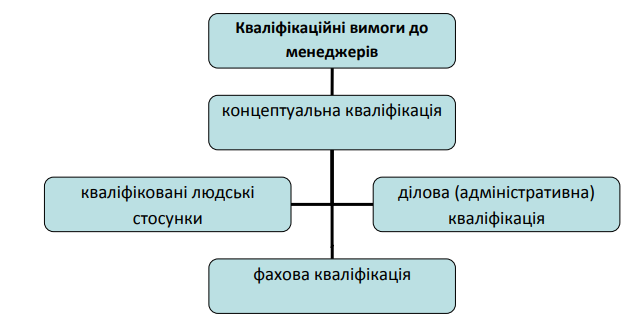 Кваліфікаційні вимоги до
менеджерів
концептуальна кваліфікація
кваліфіковані людські
стосунки
ділова (адміністративна)
кваліфікація
фахова кваліфікація